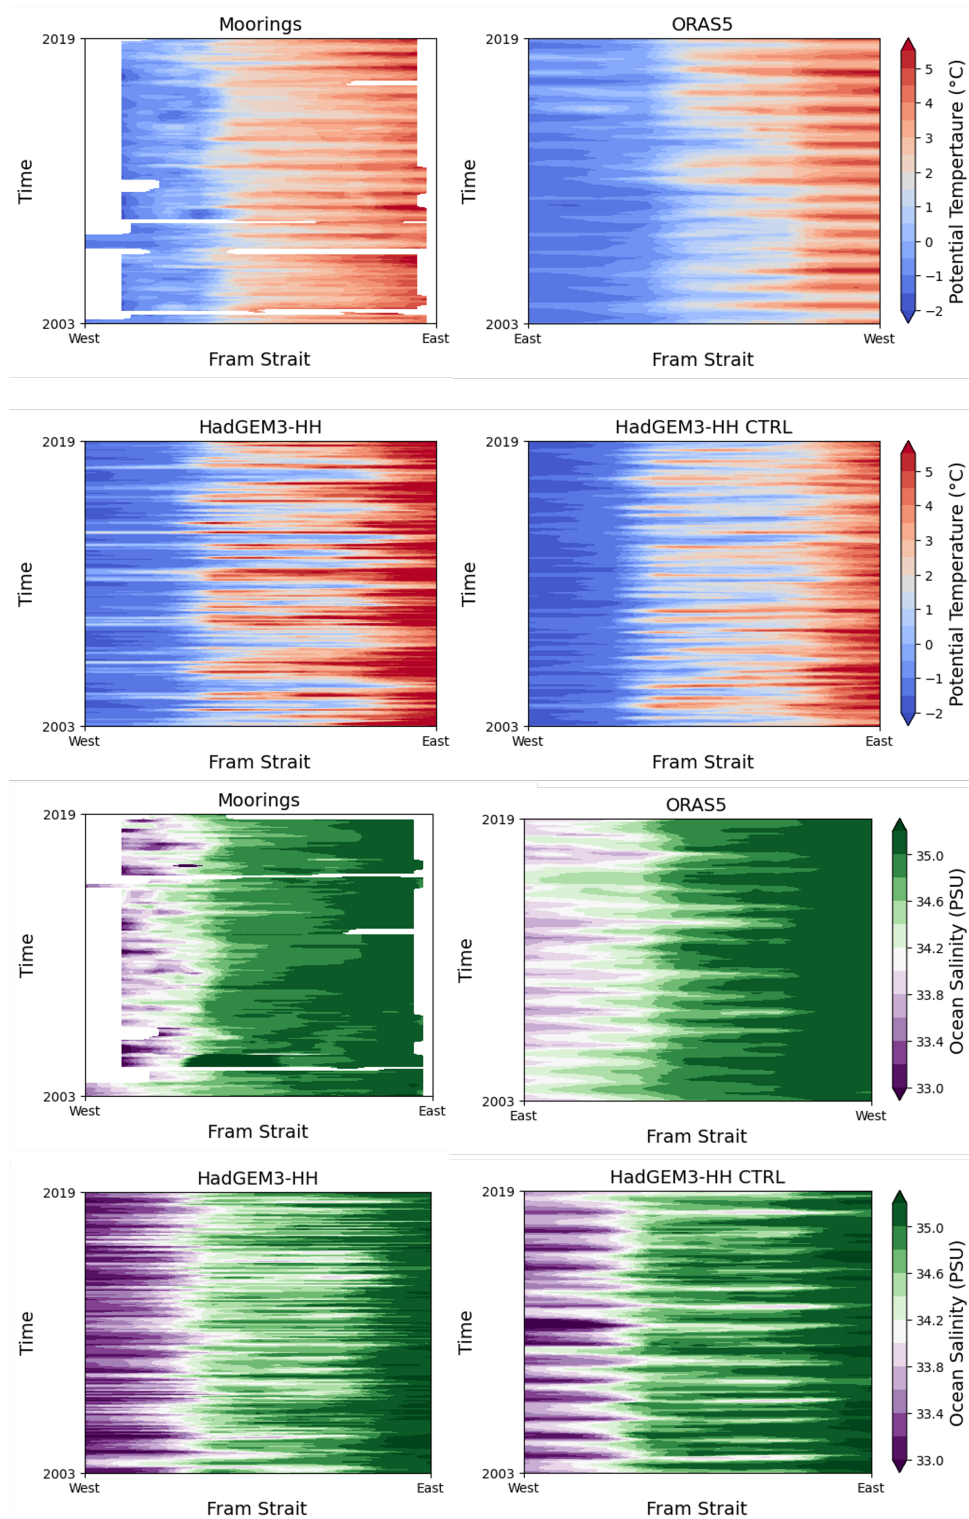 Moorings
ORAS5
2019
2019
Time
Time
2003
2003
West
East
East
West
Fram Strait
Fram Strait
5
4
3
2
1
0
−1
−2
Potential Tempertaure (°C)
HadGEM3-HH
HadGEM3-HH CTRL
2019
2019
Time
Time
2003
2003
West
East
West
East
Fram Strait
Fram Strait
5
4
3
2
1
0
−1
−2
Potential Temperature (°C)
Moorings
ORAS5
2019
2019
Time
Time
2003
2003
West
East
East
West
Fram Strait
Fram Strait
35.0
34.6
34.2
33.8
33.4
33.0
Ocean Salinity (PSU)
HadGEM3-HH
HadGEM3-HH CTRL
2019
2019
Time
Time
2003
2003
West
East
West
East
Fram Strait
Fram Strait
35.0
34.6
34.2
33.8
33.4
33.0
Ocean Salinity (PSU)